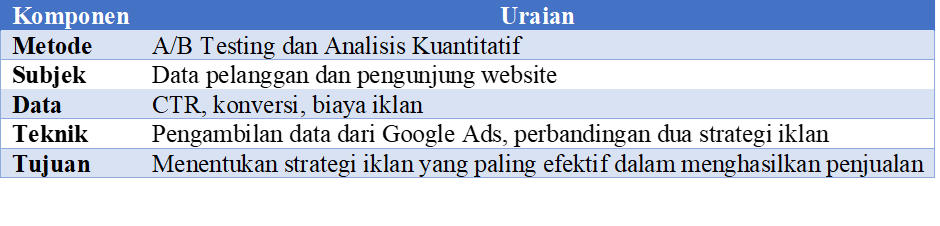 Komponen Uraian
Metode A/B Testing dan Analisis Kuantitatif
Subjek Data pelanggan dan pengunjung website
Data CTR, konversi, biaya iklan
Teknik Pengambilan data dari Google Ads, perbandingan dua strategi iklan
Tujuan Menentukan strategi iklan yang paling efektif dalam menghasilkan penjualan